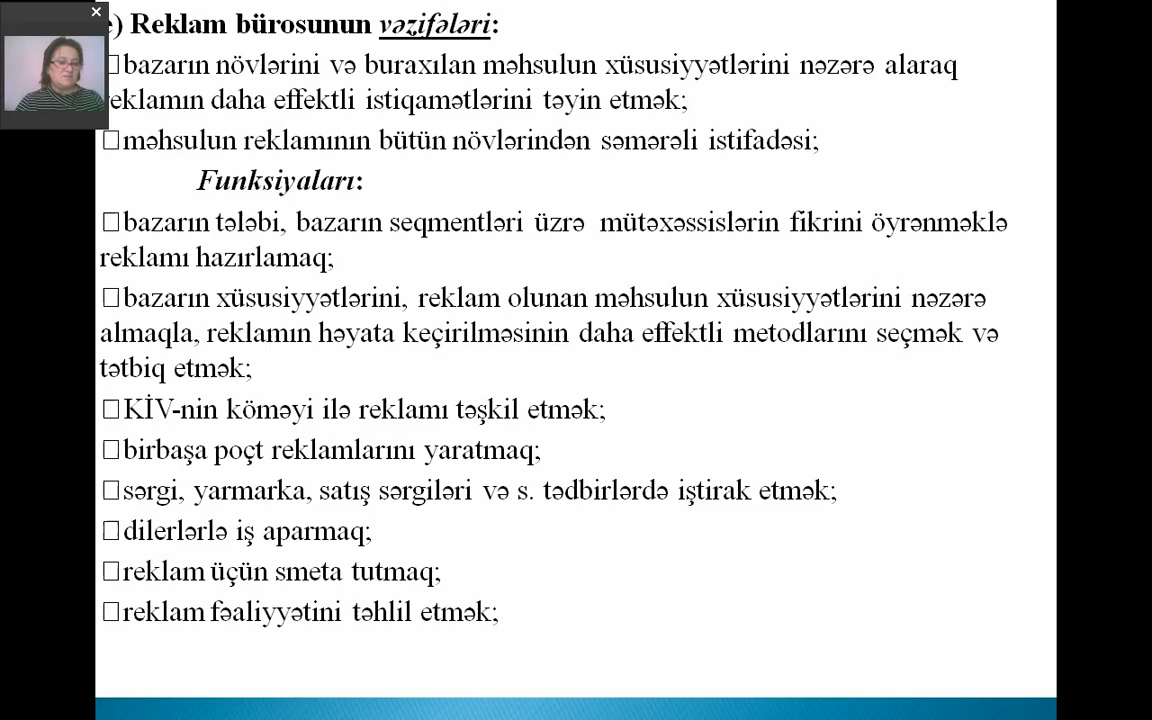 e) Reklam bürosunun vəzifələri:
□bazarın növlərini və buraxılan məhsulun xüsusiyyətlərini nəzərə alaraq
reklamın daha effektli istiqamətlərini təyin etmək;
□məhsulun reklamının bütün növlərindən səmərəli istifadəsi;
Funksiyaları:
□bazarın tələbi, bazarın seqmentləri üzrə mütəxəssislərin fikrini öyrənməklə
reklamı hazırlamaq;
□bazarın xüsusiyyətlərini, reklam olunan məhsulun xüsusiyyətlərini nəzərə
almaqla, reklamın həyata keçirilməsinin daha effektli metodlarını seçmək və
tətbiq etmək;
□KİV-nin köməyi ilə reklamı təşkil etmək;
□birbaşa poçt reklamlarını yaratmaq;
□sərgi, yarmarka, satış sərgiləri və s. tədbirlərdə iştirak etmək;
□dilerlərlə iş aparmaq;
□reklam üçün smeta tutmaq;
□reklam fəaliyyətini təhlil etmək;